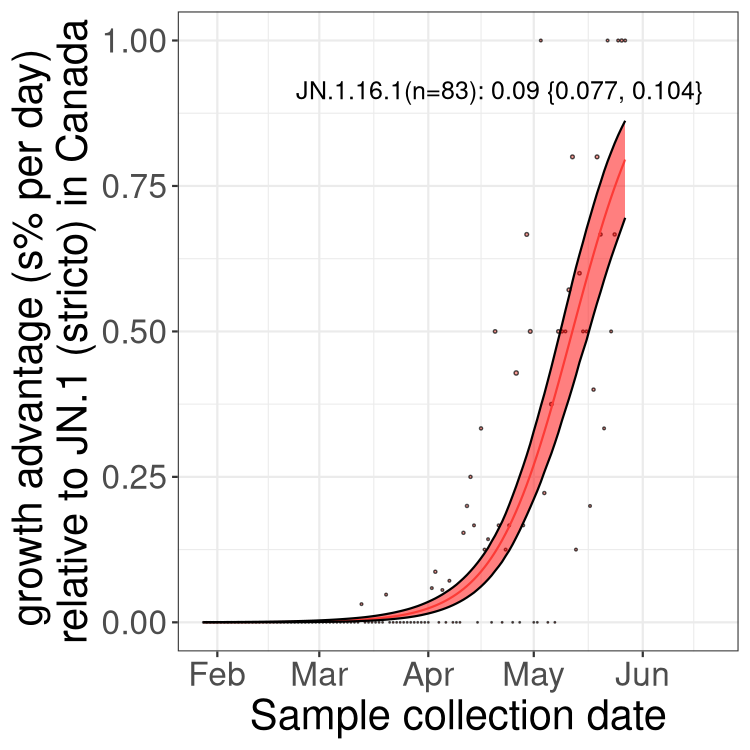 growth advantage (s% per day)
relative to JN.1 (stricto) in Canada
1.00
0.75
0.50
0.25
0.00
JN.1.16.1(n=83): 0.09 {0.077, 0.104}
Feb Mar Apr May Jun
Sample collection date